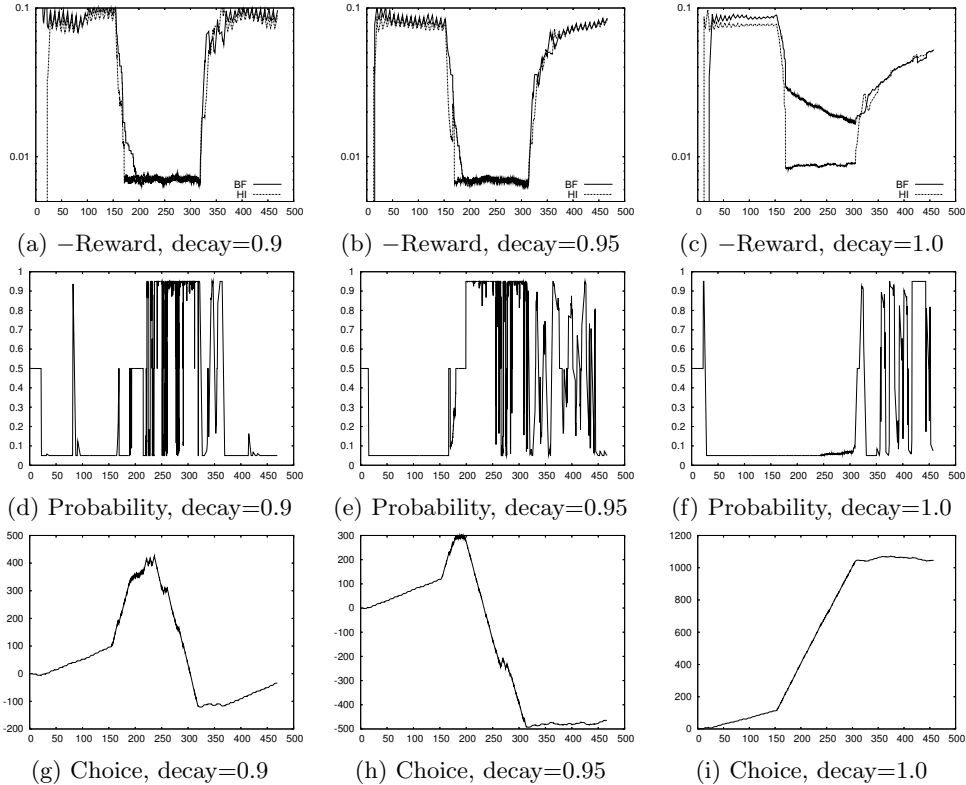 0.1
0.01
BF
HI
0 50 100 150 200 250 300 350 400 450 500
(a) −Reward, decay=0.9
0.1
0.01
BF
HI
0 50 100 150 200 250 300 350 400 450 500
(b) −Reward, decay=0.95
0.1
0.01
BF
HI
0 50 100 150 200 250 300 350 400 450 500
(c) −Reward, decay=1.0
1
0.9
0.8
0.7
0.6
0.5
0.4
0.3
0.2
0.1
0
0 50 100 150 200 250 300 350 400 450 500
(d) Probability, decay=0.9
1
0.9
0.8
0.7
0.6
0.5
0.4
0.3
0.2
0.1
0
0 50 100 150 200 250 300 350 400 450 500
(e) Probability, decay=0.95
1
0.9
0.8
0.7
0.6
0.5
0.4
0.3
0.2
0.1
0
0 50 100 150 200 250 300 350 400 450 500
(f) Probability, decay=1.0
500
400
300
200
100
0
-100
-200
0 50 100 150 200 250 300 350 400 450 500
(g) Choice, decay=0.9
300
200
100
0
-100
-200
-300
-400
-500
0 50 100 150 200 250 300 350 400 450 500
(h) Choice, decay=0.95
1200
1000
800
600
400
200
0
0 50 100 150 200 250 300 350 400 450 500
(i) Choice, decay=1.0